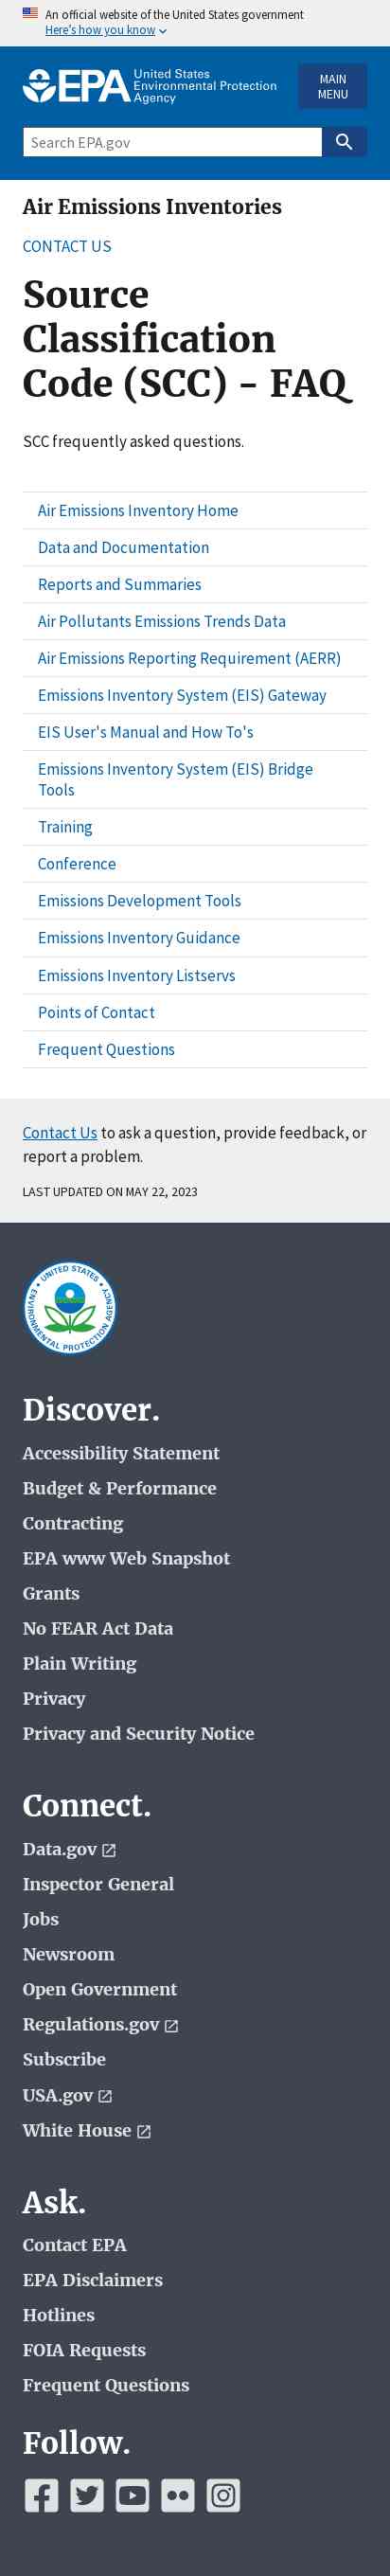 An official website of the United States government
Here's how you know
EPA United States
Environmental Protection
Agency
MAIN
MENU
Search EPA.gov
Air Emissions Inventories
CONTACT US
Source
Classification
Code (SCC) - FAQ
SCC frequently asked questions.
Air Emissions Inventory Home
Data and Documentation
Reports and Summaries
Air Pollutants Emissions Trends Data
Air Emissions Reporting Requirement (AERR)
Emissions Inventory System (EIS) Gateway
EIS User's Manual and How To's
Emissions Inventory System (EIS) Bridge
Tools
Training
Conference
Emissions Development Tools
Emissions Inventory Guidance
Emissions Inventory Listservs
Points of Contact
Frequent Questions
Contact Us to ask a question, provide feedback, or
report a problem.
LAST UPDATED ON MAY 22, 2023
UNITED STATES
ENVIRONMENTAL PROTECTION AGENCY
Discover.
Accessibility Statement
Budget & Performance
Contracting
EPA www Web Snapshot
Grants
No FEAR Act Data
Plain Writing
Privacy
Privacy and Security Notice
Connect.
Data.gov
Inspector General
Jobs
Newsroom
Open Government
Regulations.gov
Subscribe
USA.gov
White House
Ask.
Contact EPA
EPA Disclaimers
Hotlines
FOIA Requests
Frequent Questions
Follow.